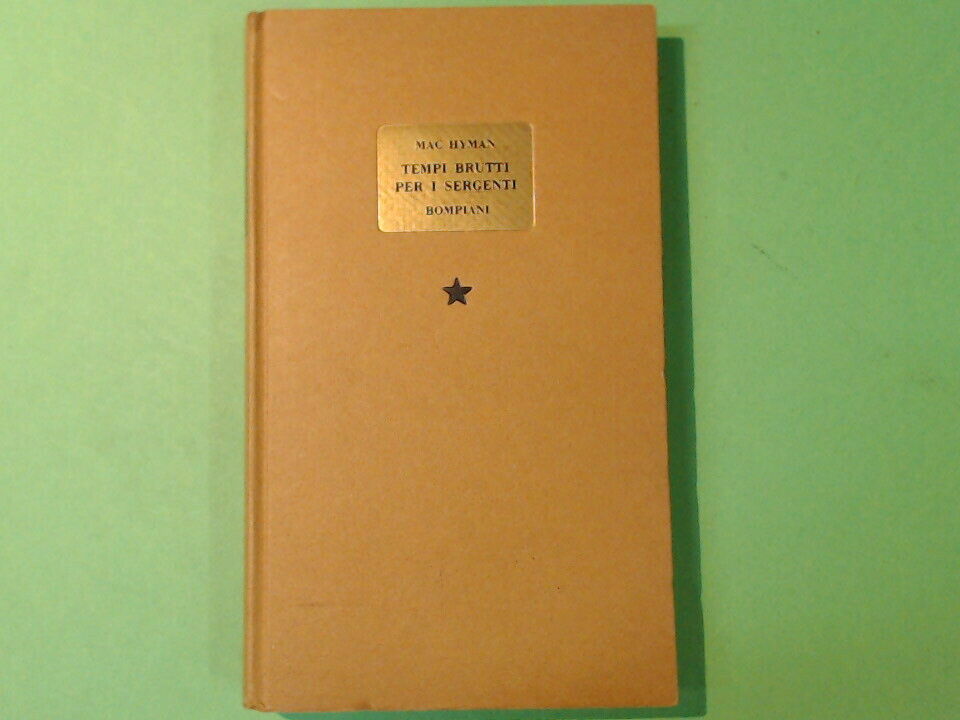 MAC HYMAN
TEMPI BRUTTI
PER I SERGENTI
BOMPIANI